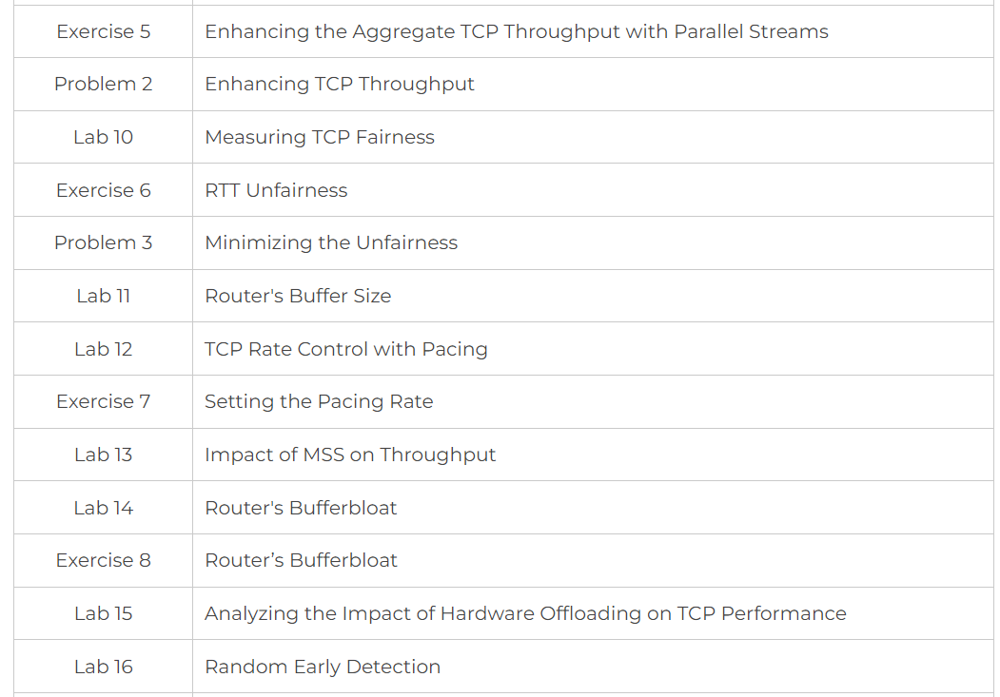 Exercise 5 Enhancing the Aggregate TCP Throughput with Parallel Streams
Problem 2 Enhancing TCP Throughput
Lab 10 Measuring TCP Fairness
Exercise 6 RTT Unfairness
Problem 3 Minimizing the Unfairness
Lab 11 Router's Buffer Size
Lab 12 TCP Rate Control with Pacing
Exercise 7 Setting the Pacing Rate
Lab 13 Impact of MSS on Throughput
Lab 14 Router's Bufferbloat
Exercise 8 Router’s Bufferbloat
Lab 15 Analyzing the Impact of Hardware Offloading on TCP Performance
Lab 16 Random Early Detection